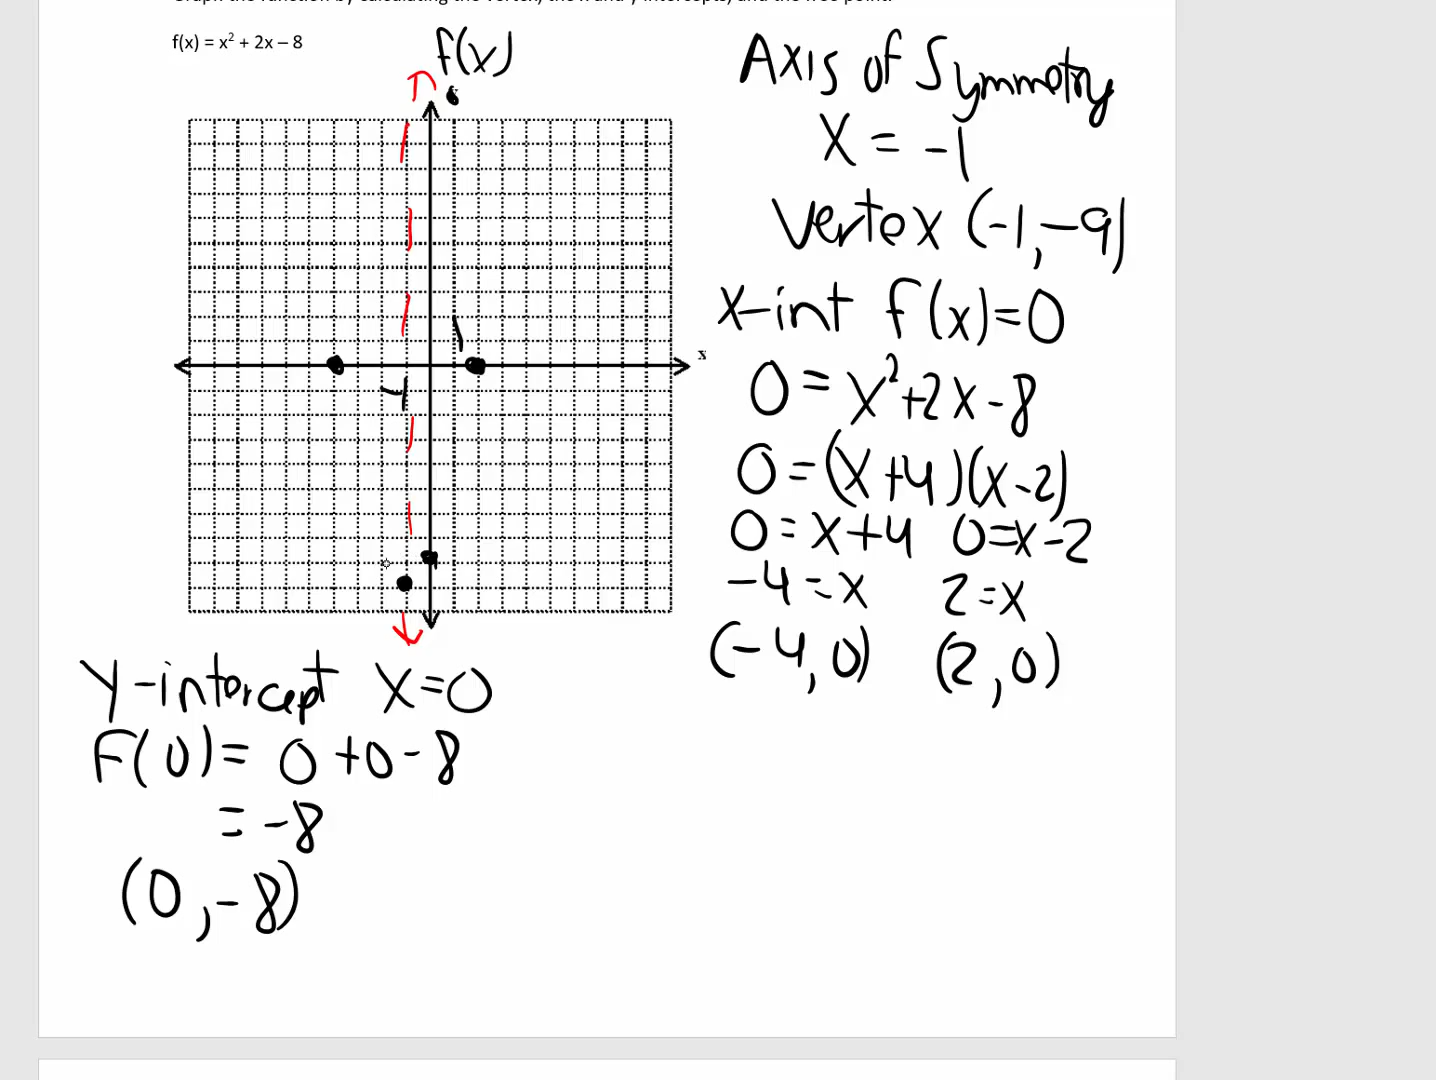 f(x) = x² + 2x – 8
f(x)
x
1
-1
Axis of Symmetry
X = -1
Vertex (-1,-9)
X-int f(x)=0
0 = x²+2x-8
0 = (x+4)(x-2)
0 = x+4 0=x-2
-4 = x 2 = x
(-4,0) (2,0)
Y-intercept X=0
F(0) = 0+0-8
= -8
(0,-8)